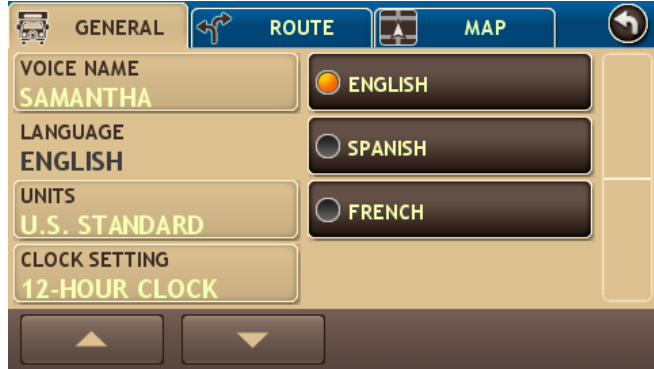 GENERAL
ROUTE
MAP
VOICE NAME
SAMANTHA
LANGUAGE
ENGLISH
UNITS
U.S. STANDARD
CLOCK SETTING
12-HOUR CLOCK
ENGLISH
SPANISH
FRENCH